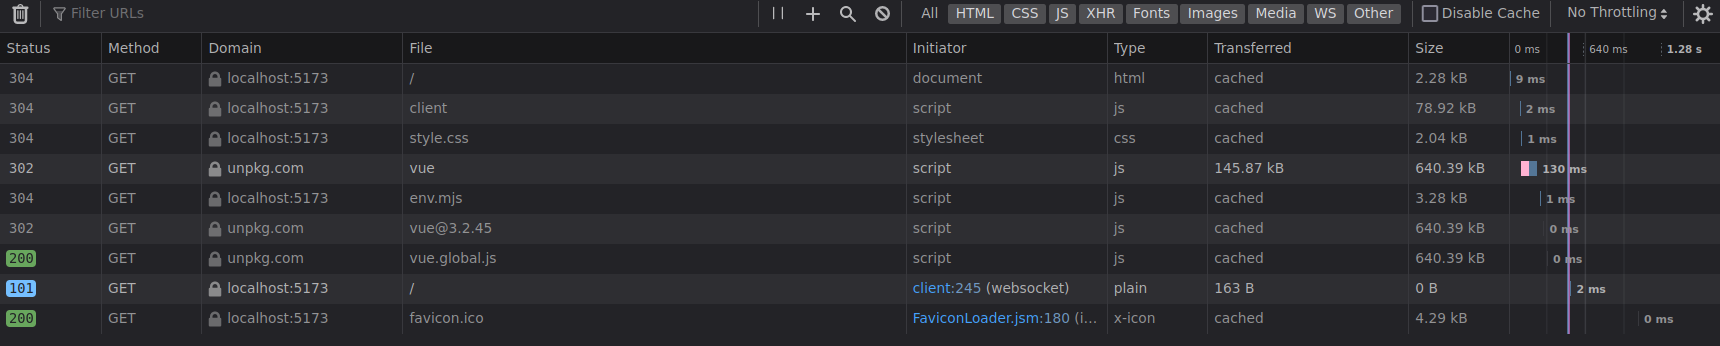 Filter URLs All HTML CSS JS XHR Fonts Images Media WS Other Disable Cache No Throttling
Status Method Domain File Initiator Type Transferred Size 0 ms 640 ms 1.28 s
304 GET localhost:5173 / document html cached 2.28 kB 9 ms
304 GET localhost:5173 client script js cached 78.92 kB 2 ms
304 GET localhost:5173 style.css stylesheet css cached 2.04 kB 1 ms
302 GET unpkg.com vue script js 145.87 kB 640.39 kB 130 ms
304 GET localhost:5173 env.mjs script js cached 3.28 kB 1 ms
302 GET unpkg.com vue@3.2.45 script js cached 640.39 kB 0 ms
200 GET unpkg.com vue.global.js script js cached 640.39 kB 0 ms
101 GET localhost:5173 / client:245 (websocket) plain 163 B 0 B 2 ms
200 GET localhost:5173 favicon.ico FaviconLoader.jsm:180 (i... x-icon cached 4.29 kB 0 ms